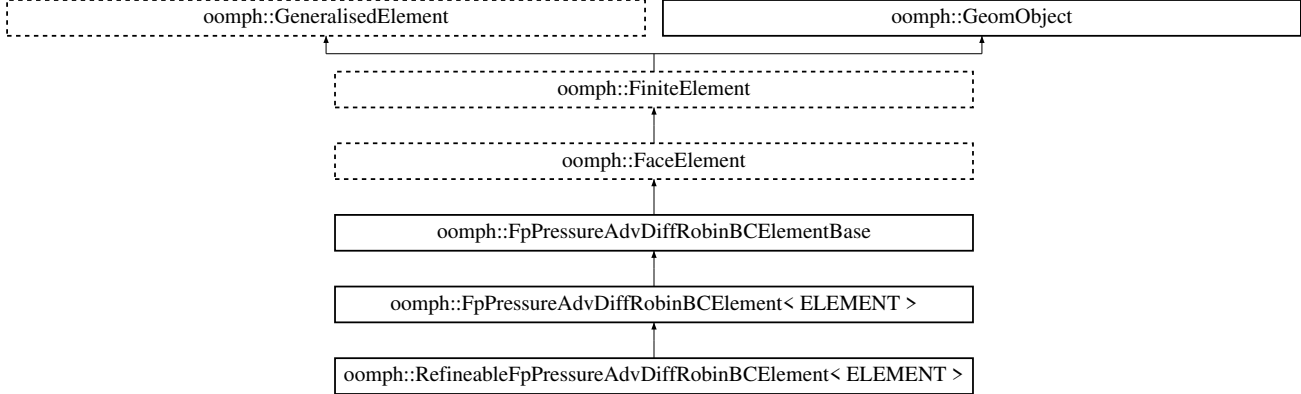 oomph::GeneralisedElement
oomph::GeomObject
oomph::FiniteElement
oomph::FaceElement
oomph::FpPressureAdvDiffRobinBCElementBase
oomph::FpPressureAdvDiffRobinBCElement< ELEMENT >
oomph::RefineableFpPressureAdvDiffRobinBCElement< ELEMENT >